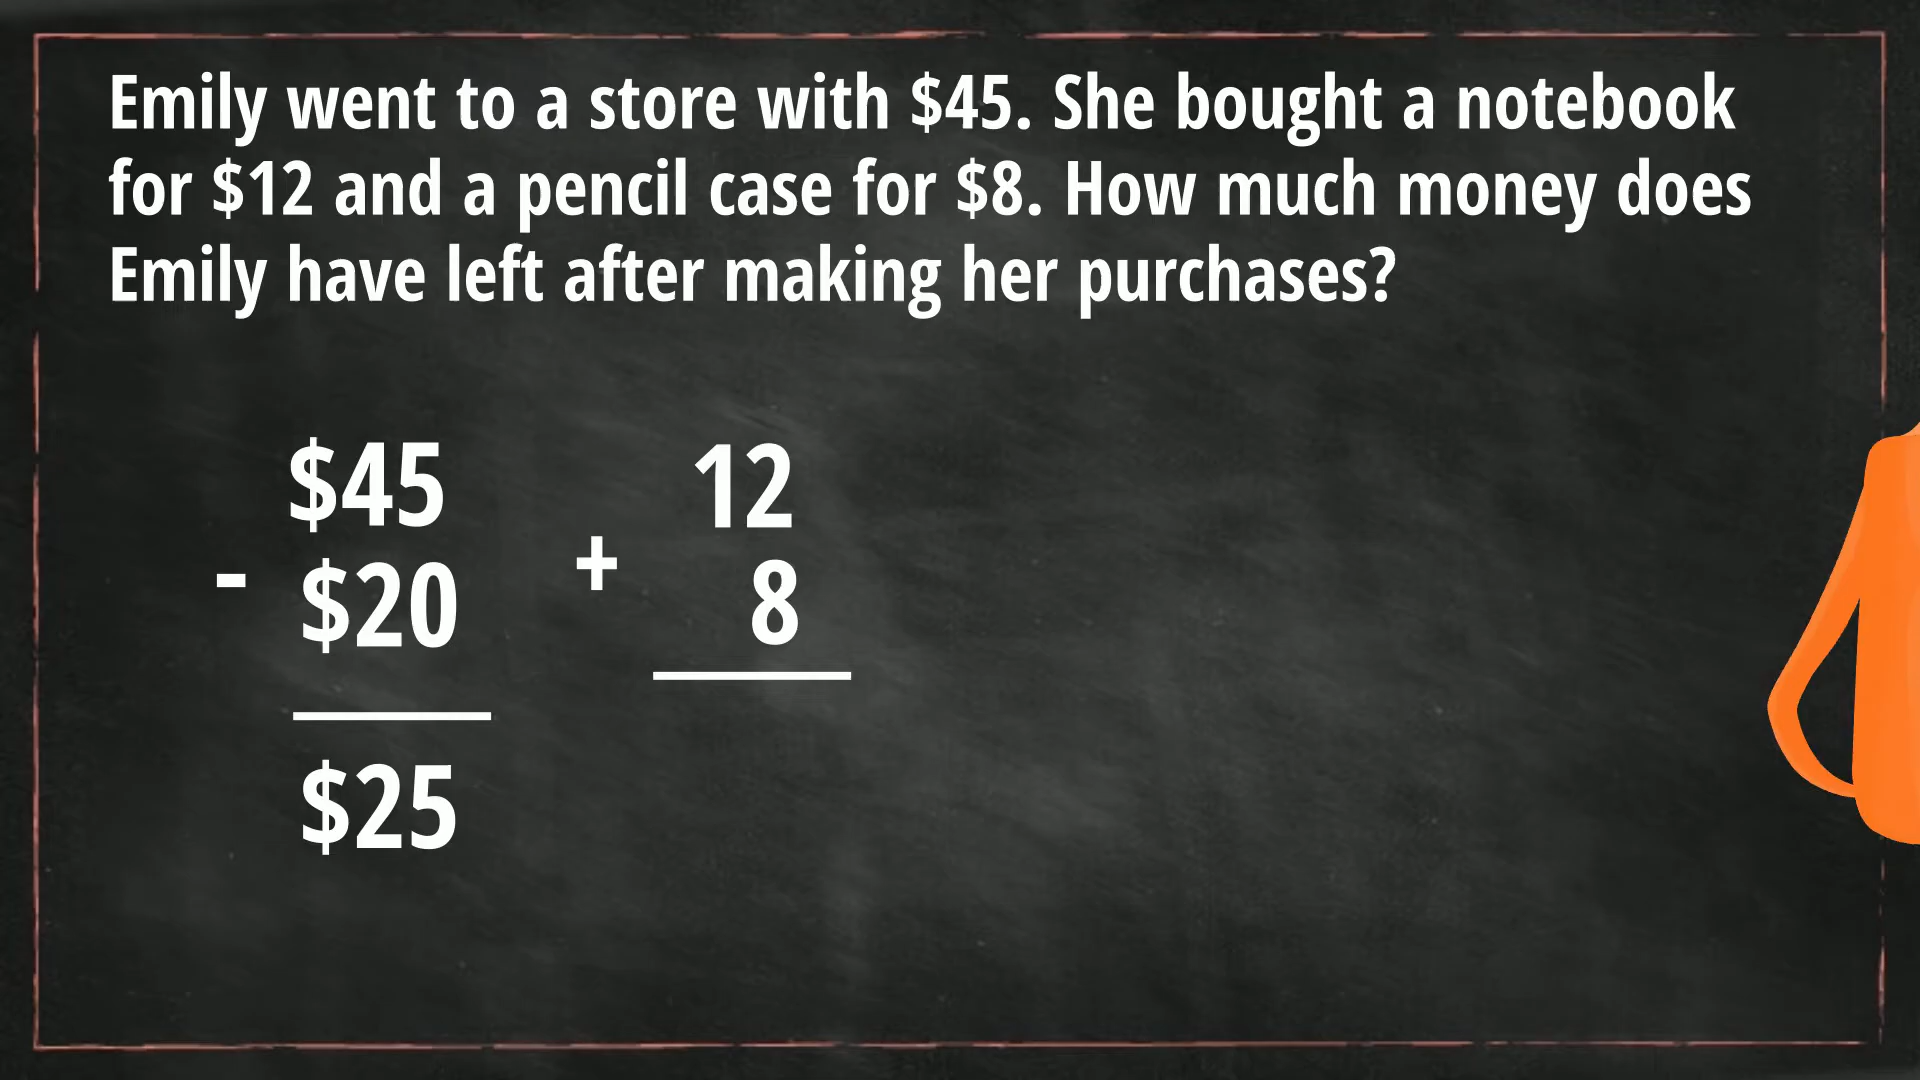 Emily went to a store with $45. She bought a notebook
for $12 and a pencil case for $8. How much money does
Emily have left after making her purchases?
$45
- $20
$25
12
+ 8